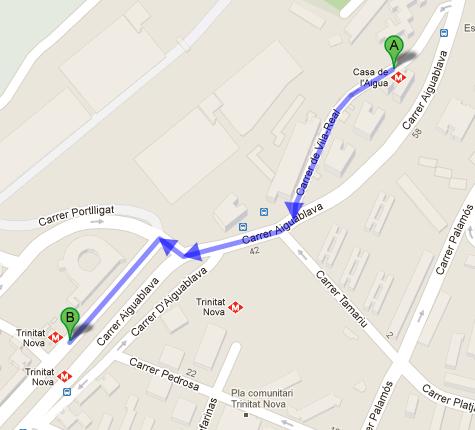 A
Es
Casa de
l'Aigua
Carrer Aiguablava
58
Carrer de Vila-Real
Carrer Portlligat
Carrer Aiguablava
42
Carrer Palamós
Carrer Aiguablava
Carrer D'Aiguablava
Trinitat
Nova
Carrer Tamariu
B
Trinitat
Nova
2
Trinitat
Nova
Carrer Pedrosa
22
Pla comunitari
Trinitat Nova
Carrer Platj
Palamós
farinas